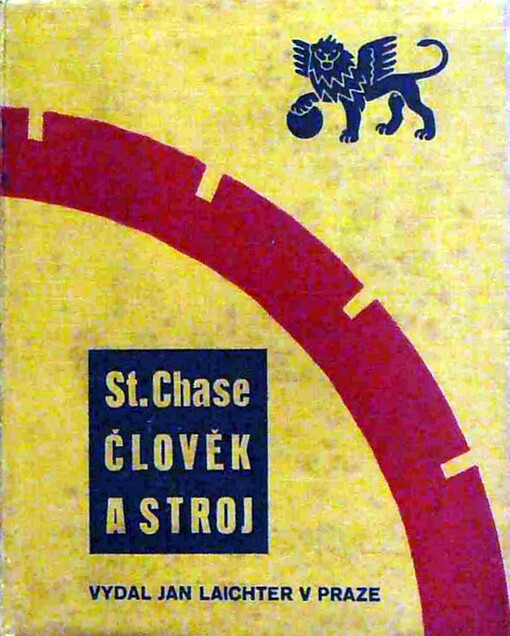 St. Chase
ČLOVĚK
A STROJ
VYDAL JAN LAICHTER V PRAZE